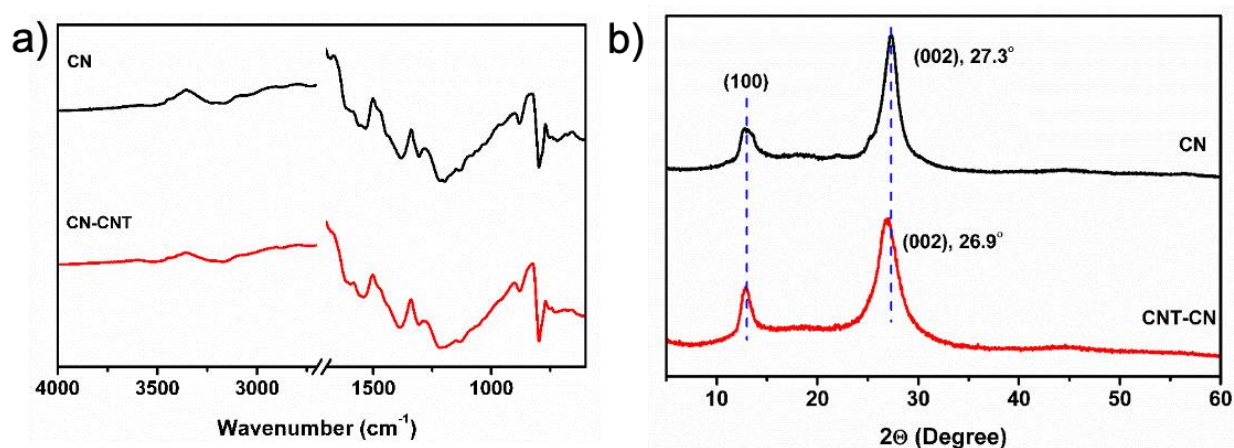 a)
CN
CN-CNT
4000 3500 3000 1500 1000
Wavenumber (cm⁻¹)
b)
(002), 27.3°
(100)
CN
(002), 26.9°
CNT-CN
10 20 30 40 50 60
2Θ (Degree)